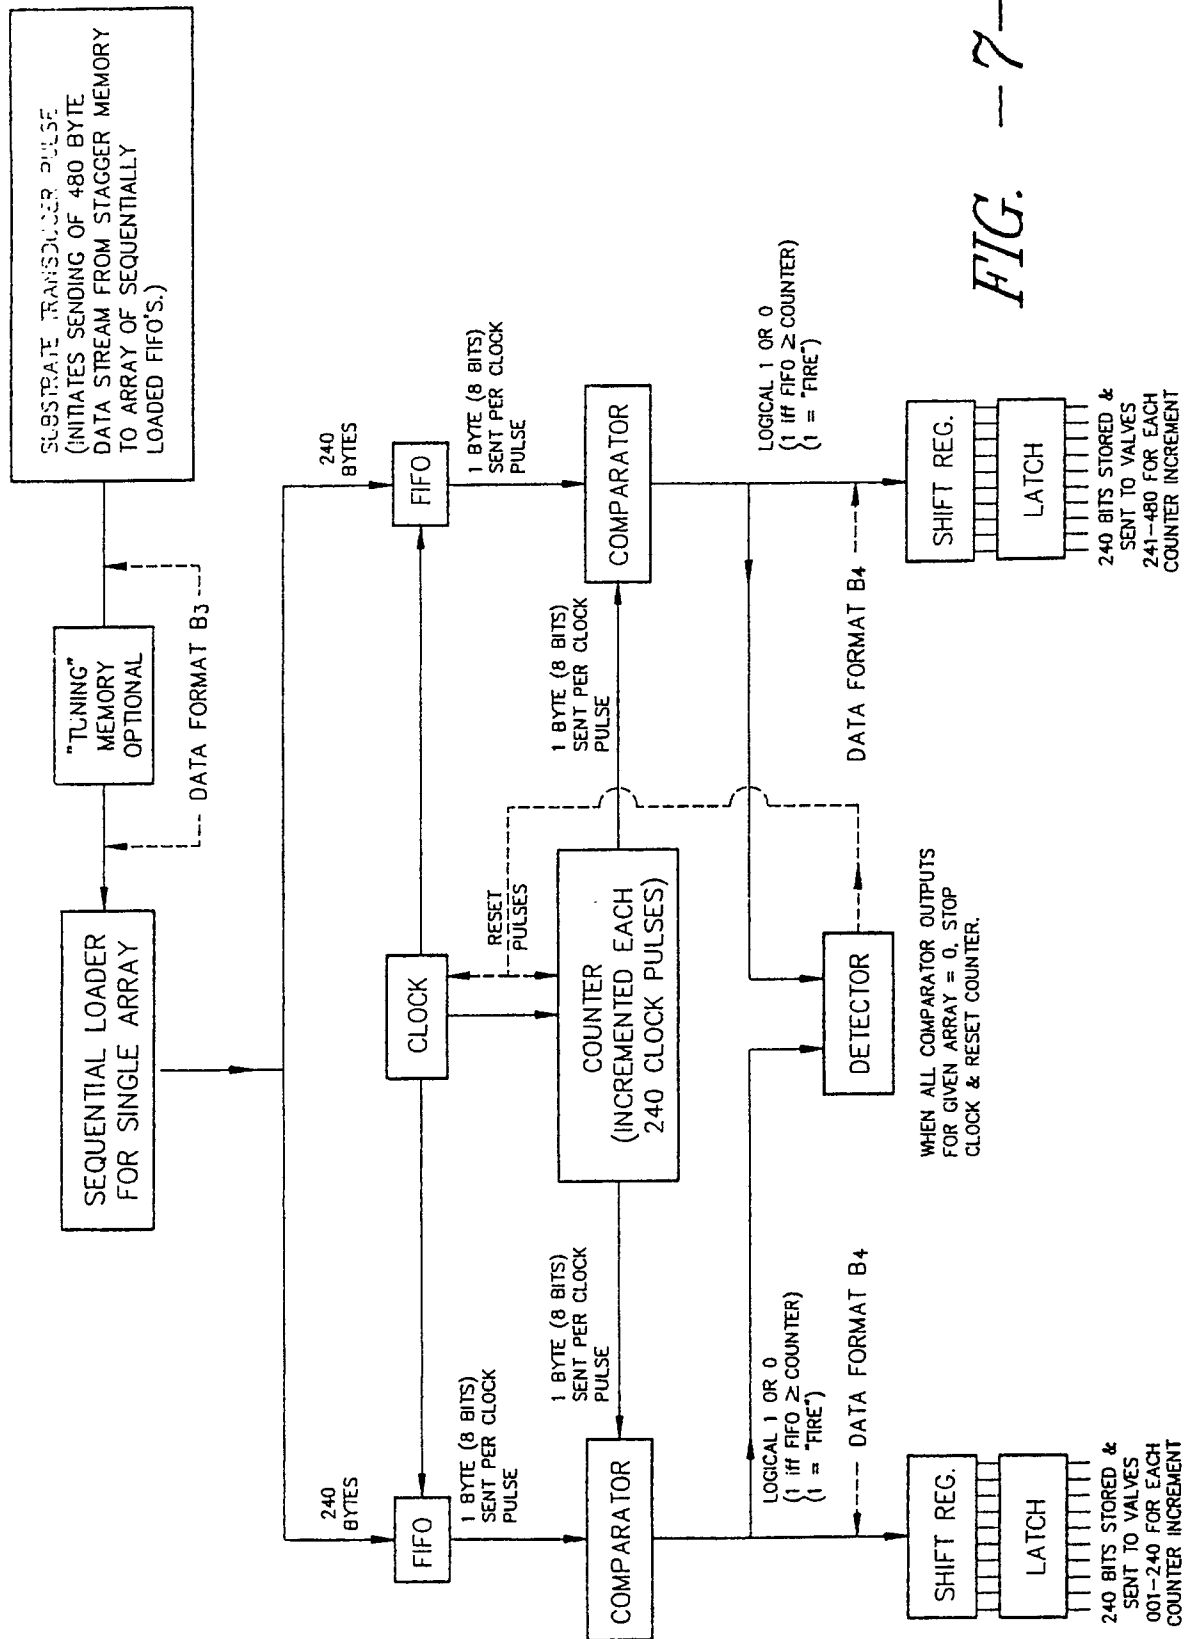 SUBSTRATE TRANSDUCER PULSE
(INITIATES SENDING OF 480 BYTE
DATA STREAM FROM STAGGER MEMORY
TO ARRAY OF SEQUENTIALLY
LOADED FIFO'S.)
"TUNING"
MEMORY
OPTIONAL
DATA FORMAT B3
SEQUENTIAL LOADER
FOR SINGLE ARRAY
240
BYTES
240
BYTES
FIFO
CLOCK
FIFO
1 BYTE (8 BITS)
SENT PER CLOCK
PULSE
RESET
PULSES
1 BYTE (8 BITS)
SENT PER CLOCK
PULSE
COMPARATOR
1 BYTE (8 BITS)
SENT PER CLOCK
PULSE
COUNTER
(INCREMENTED EACH
240 CLOCK PULSES)
1 BYTE (8 BITS)
SENT PER CLOCK
PULSE
COMPARATOR
LOGICAL 1 OR 0
(1 iff FIFO ≥ COUNTER)
(1 = "FIRE")
LOGICAL 1 OR 0
(1 iff FIFO ≥ COUNTER)
(1 = "FIRE")
DATA FORMAT B4
DETECTOR
DATA FORMAT B4
WHEN ALL COMPARATOR OUTPUTS
FOR GIVEN ARRAY = 0, STOP
CLOCK & RESET COUNTER.
SHIFT REG.
LATCH
240 BITS STORED &
SENT TO VALVES
001-240 FOR EACH
COUNTER INCREMENT
SHIFT REG.
LATCH
240 BITS STORED &
SENT TO VALVES
241-480 FOR EACH
COUNTER INCREMENT
FIG. -7-